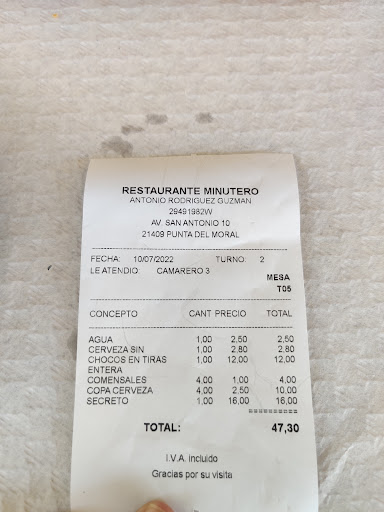 RESTAURANTE MINUTERO
ANTONIO RODRIGUEZ GUZMAN
29491982W
AV. SAN ANTONIO 10
21409 PUNTA DEL MORAL
FECHA: 10/07/2022 TURNO: 2
LE ATENDIO: CAMARERO 3
MESA
T05
CONCEPTO CANT PRECIO TOTAL
AGUA 1,00 2,50 2,50
CERVEZA SIN 1,00 2,80 2,80
CHOCOS EN TIRAS 1,00 12,00 12,00
ENTERA
COMENSALES 4,00 1,00 4,00
COPA CERVEZA 4,00 2,50 10,00
SECRETO 1,00 16,00 16,00
==========
TOTAL: 47,30
I.V.A. incluido
Gracias por su visita